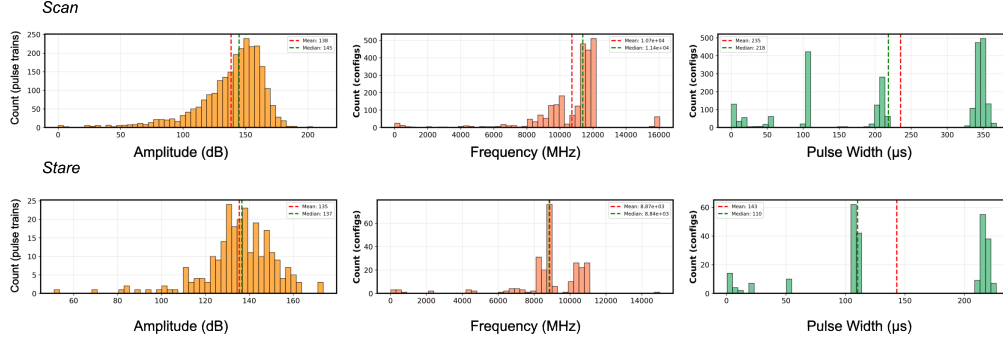 Scan
Mean: 138
Median: 145
Mean: 1.07e+04
Median: 1.14e+04
Mean: 235
Median: 218
Count (pulse trains)
250
200
150
100
50
0
0 50 100 150 200
Amplitude (dB)
Count (configs)
500
400
300
200
100
0
2000 4000 6000 8000 10000 12000 14000 16000
Frequency (MHz)
Count (configs)
500
400
300
200
100
0
0 50 100 150 200 250 300 350
Pulse Width (μs)
Stare
Mean: 135
Median: 137
Mean: 8.87e+03
Median: 8.84e+03
Mean: 143
Median: 110
Count (pulse trains)
25
20
15
10
5
0
60 80 100 120 140 160
Amplitude (dB)
Count (configs)
80
60
40
20
0
0 2000 4000 6000 8000 10000 12000 14000
Frequency (MHz)
Count (configs)
60
40
20
0
0 50 100 150 200
Pulse Width (μs)